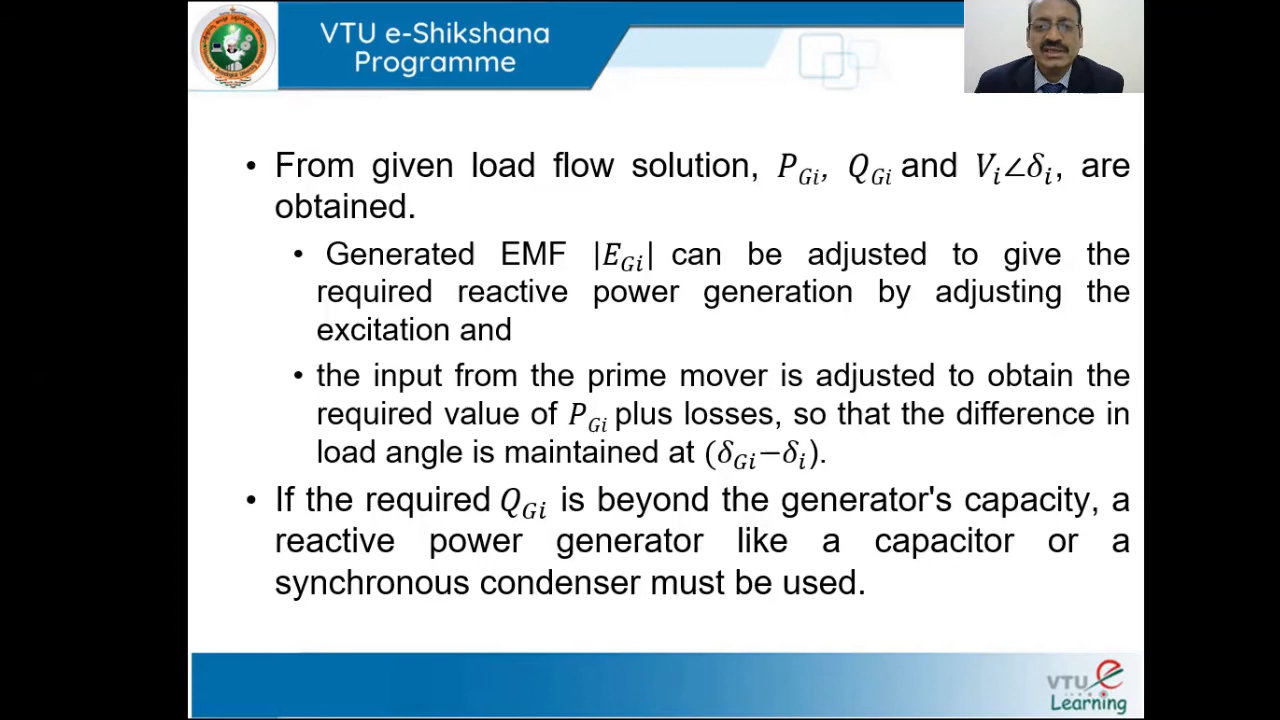 VTU e-Shikshana
Programme
• From given load flow solution, P_Gi, Q_Gi and V_i∠δ_i, are
obtained.
• Generated EMF |E_Gi| can be adjusted to give the
required reactive power generation by adjusting the
excitation and
• the input from the prime mover is adjusted to obtain the
required value of P_Gi plus losses, so that the difference in
load angle is maintained at (δ_Gi−δ_i).
• If the required Q_Gi is beyond the generator's capacity, a
reactive power generator like a capacitor or a
synchronous condenser must be used.
VTU e
Learning